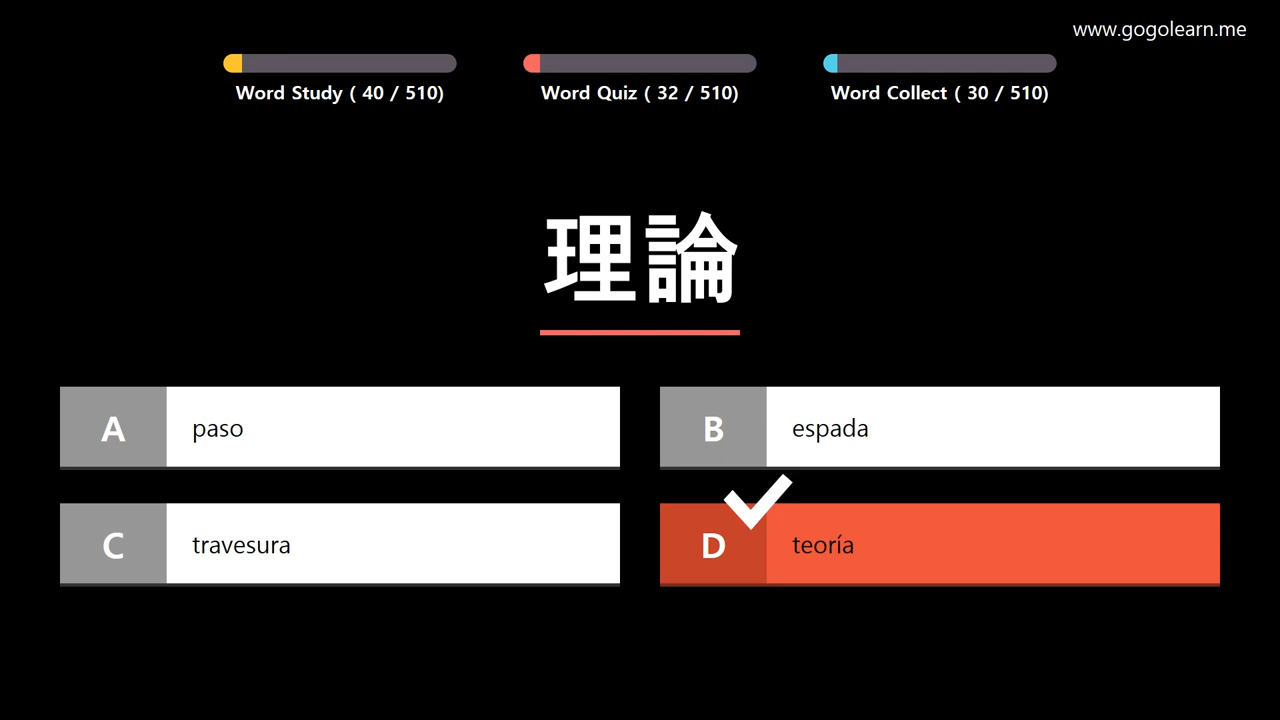 www.gogolearn.me
Word Study ( 40 / 510)
Word Quiz ( 32 / 510)
Word Collect ( 30 / 510)
理論
A paso
B espada
C travesura
D teoría